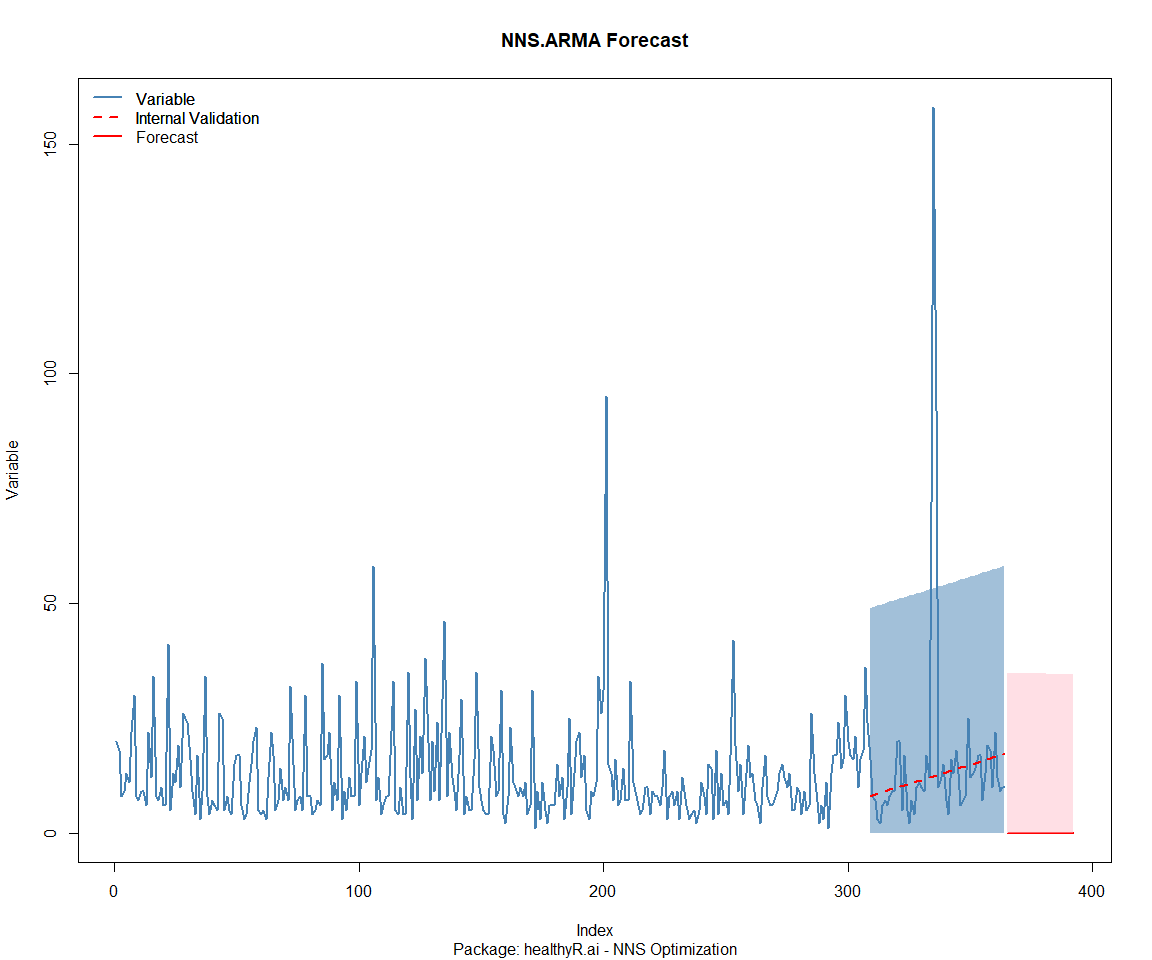 NNS.ARMA Forecast
Variable
Internal Validation
Forecast
150
100
50
0
Variable
0
100
200
300
400
Index
Package: healthyR.ai - NNS Optimization